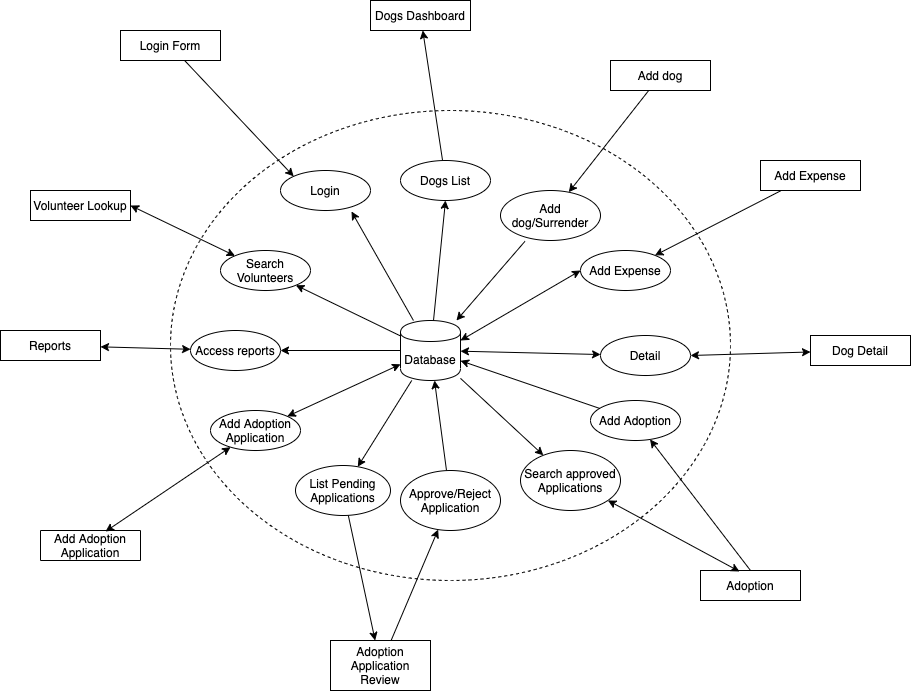 Dogs Dashboard
Login Form
Add dog
Add Expense
Volunteer Lookup
Login
Dogs List
Add
dog/Surrender
Search
Volunteers
Add Expense
Reports
Access reports
Database
Detail
Dog Detail
Add Adoption
Application
Add Adoption
List Pending
Applications
Approve/Reject
Application
Search approved
Applications
Add Adoption
Application
Adoption
Adoption
Application
Review